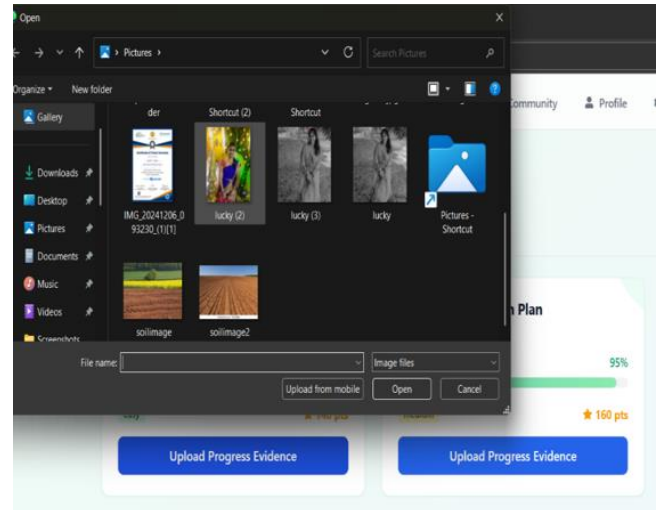 Open
Pictures
Search Pictures
Organize
New folder
Community
Profile
Gallery
der
Shortcut (2)
Shortcut
Downloads
Desktop
Pictures
Documents
Music
Videos
Screenshots
IMG_20241206_0
93230_(1)[1]
lucky (2)
lucky (3)
lucky
Pictures -
Shortcut
soilimage
soilimage2
Plan
File name:
Image files
95%
Upload from mobile
Open
Cancel
160 pts
Upload Progress Evidence
Upload Progress Evidence